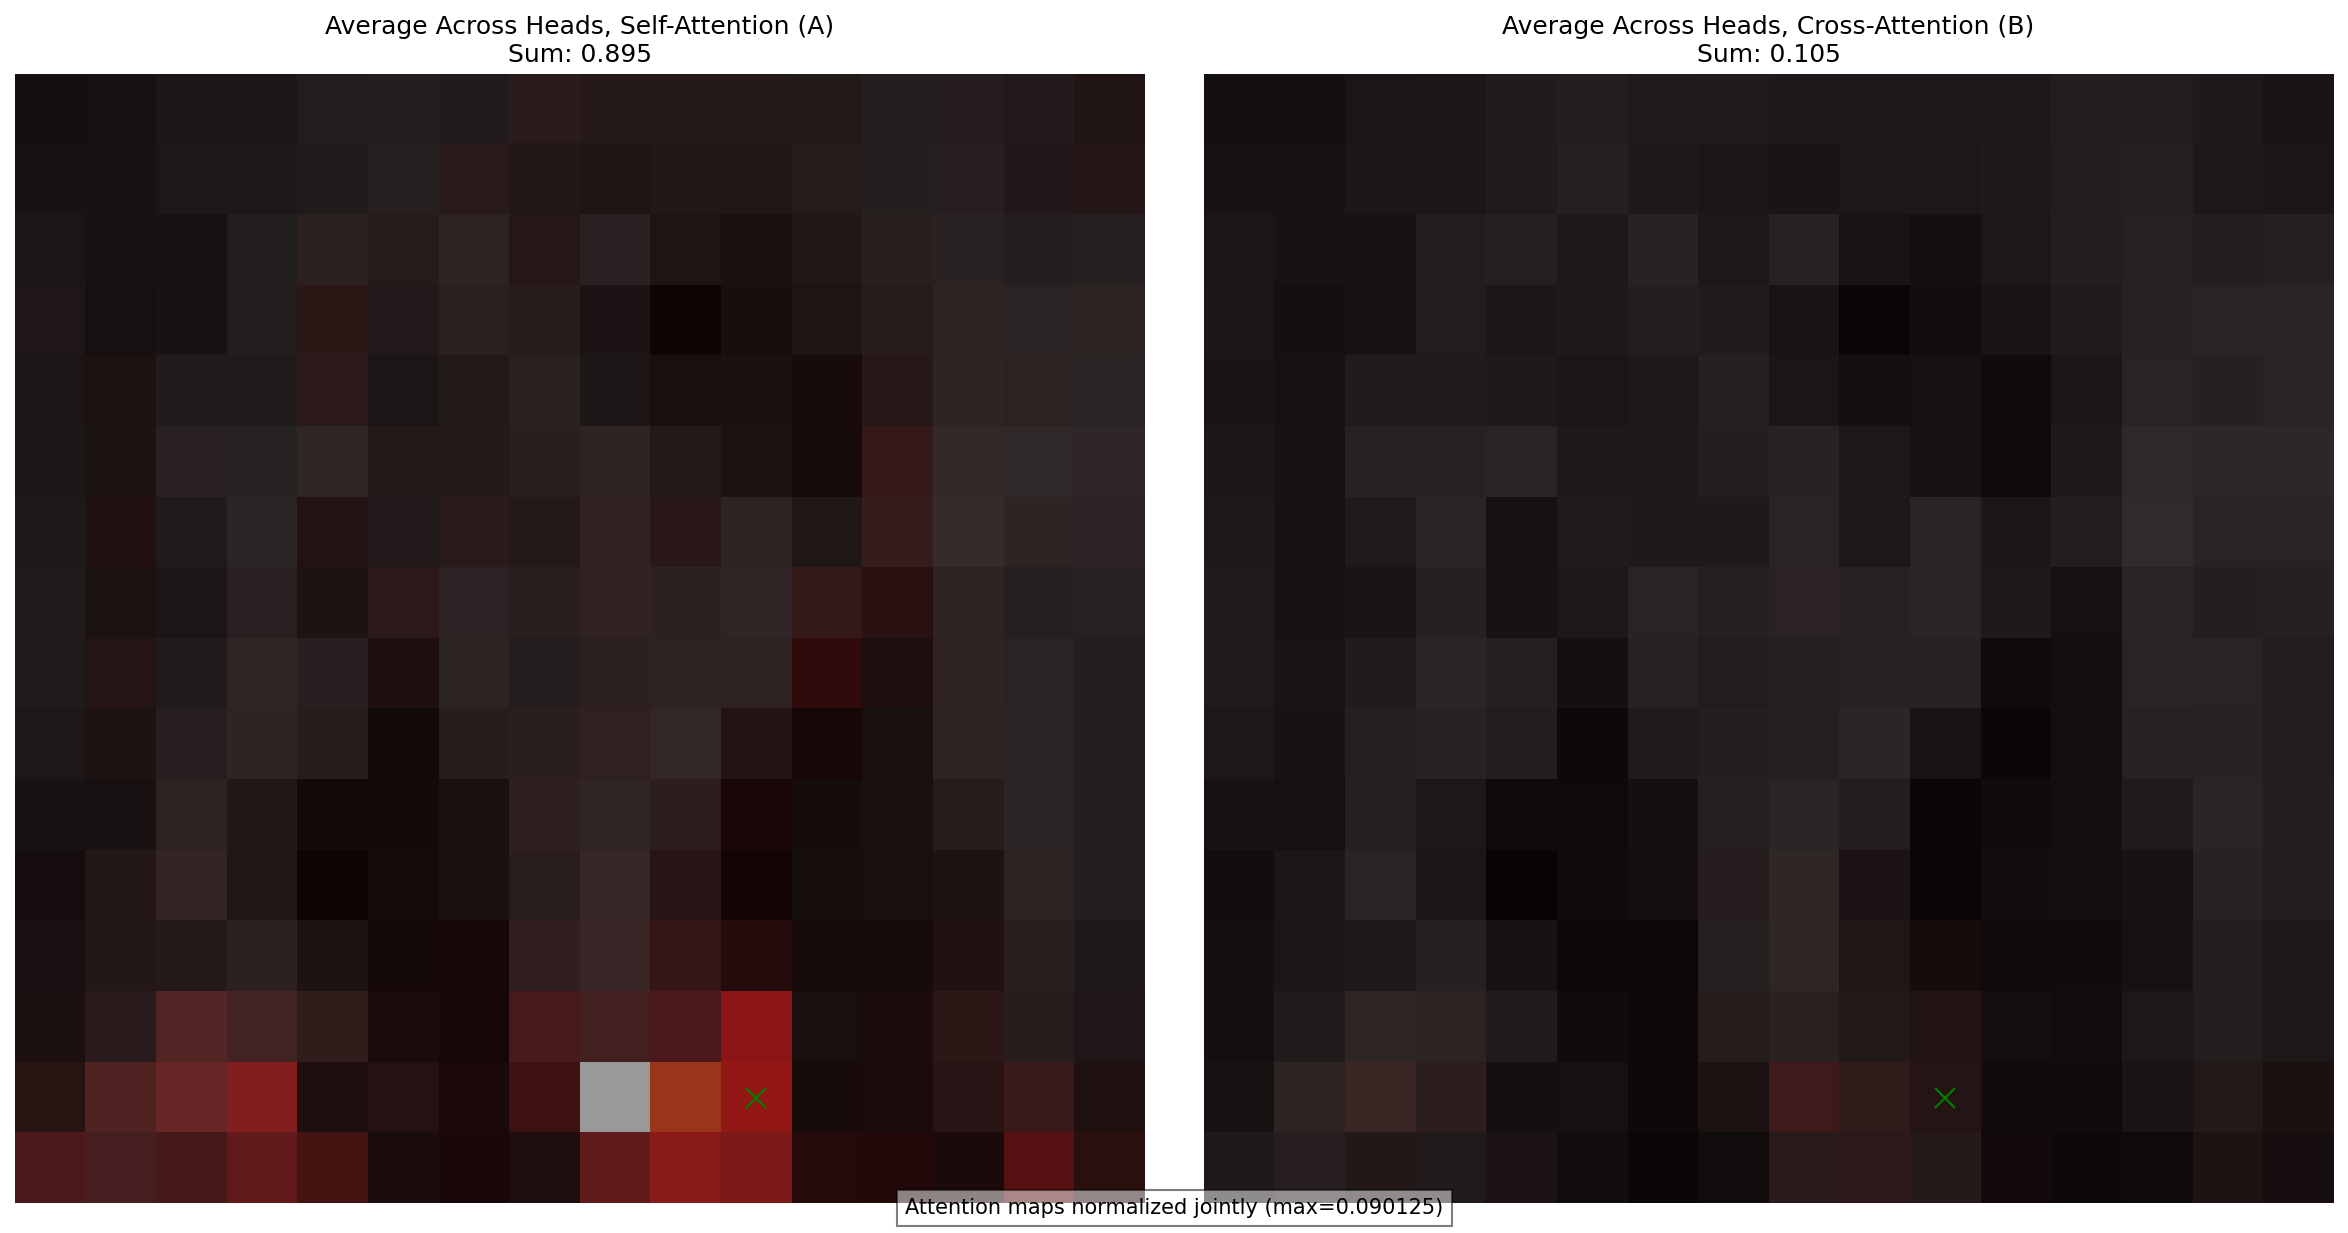 Average Across Heads, Self-Attention (A)
Sum: 0.895
Average Across Heads, Cross-Attention (B)
Sum: 0.105
Attention maps normalized jointly (max=0.090125)